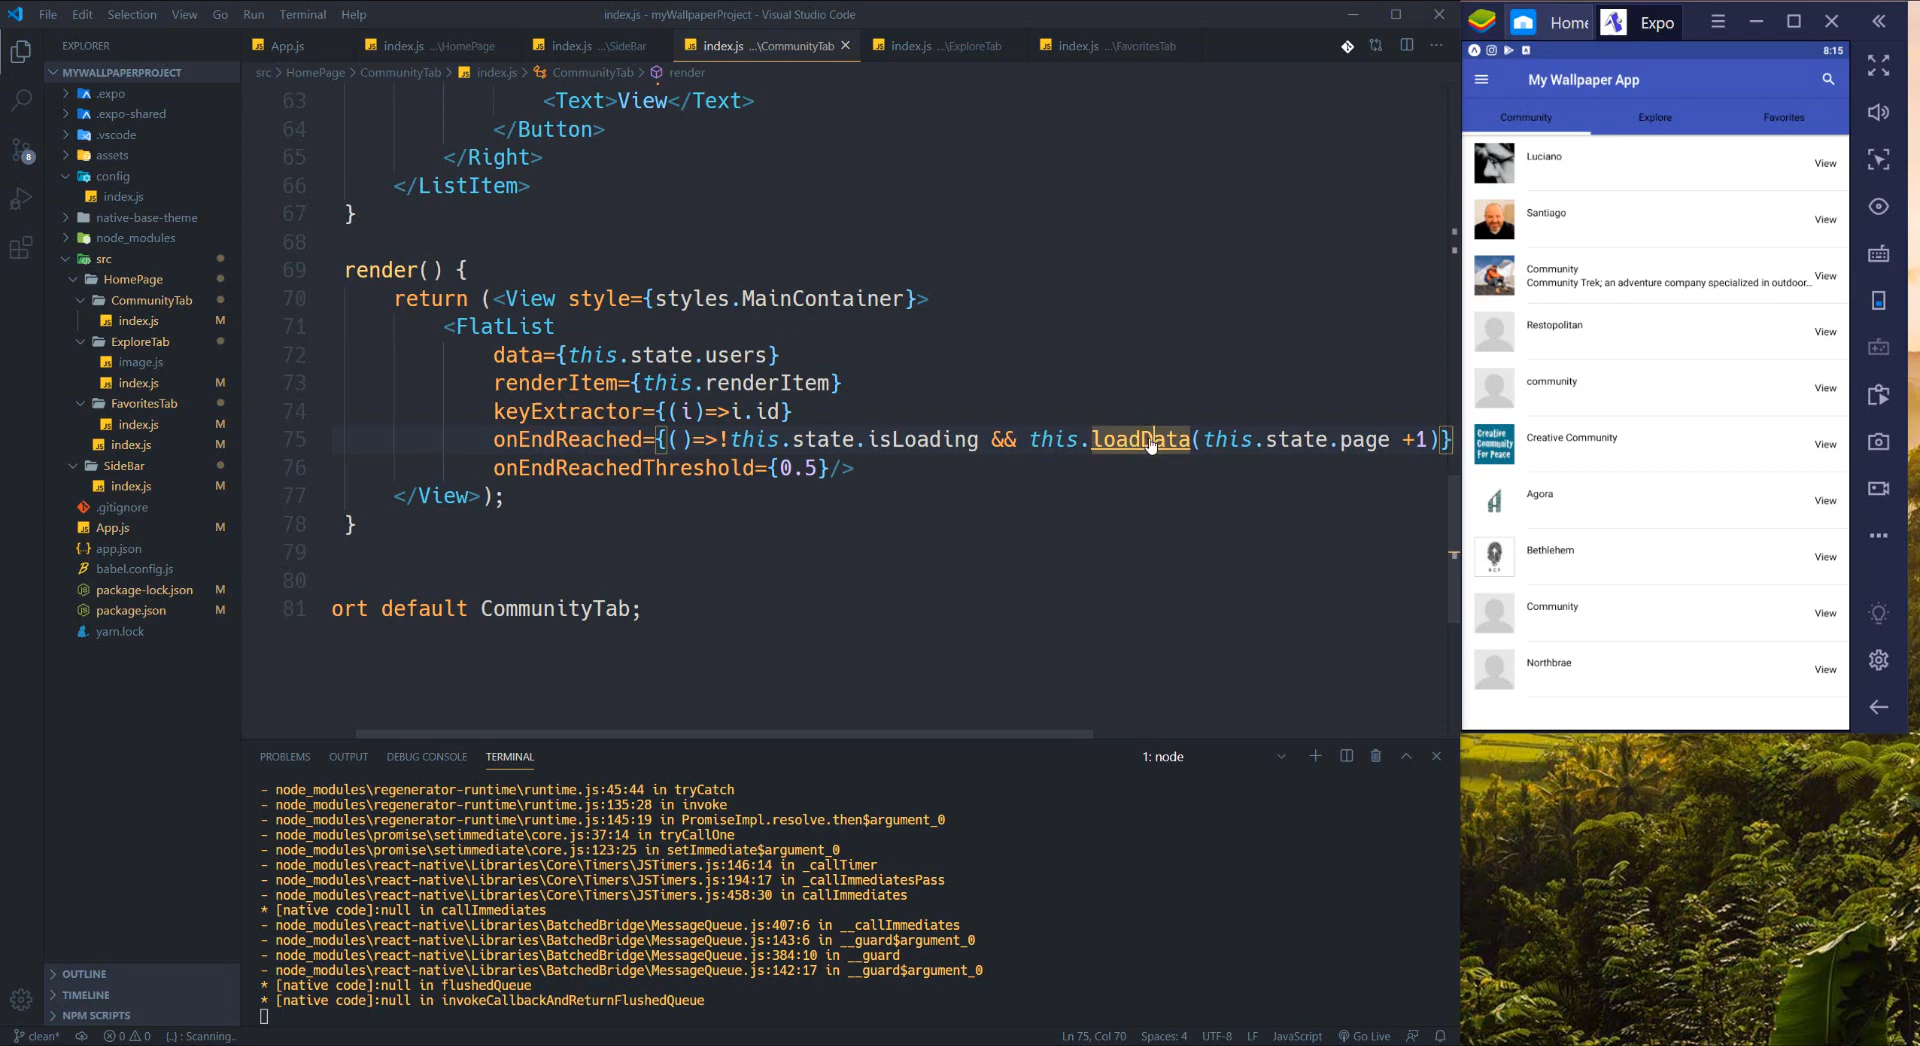 File Edit Selection View Go Run Terminal Help
index.js - myWallpaperProject - Visual Studio Code
EXPLORER
App.js
index.js ...\HomePage
index.js ...\SideBar
index.js ...\CommunityTab
index.js ...\ExploreTab
index.js ...\FavoritesTab
src > HomePage > CommunityTab > index.js > CommunityTab > render
MYWALLPAPERPROJECT
.expo
.expo-shared
.vscode
assets
config
index.js
native-base-theme
node_modules
src
HomePage
CommunityTab
index.js M
ExploreTab
image.js
index.js M
FavoritesTab
index.js M
index.js M
SideBar
index.js M
.gitignore
App.js M
app.json
babel.config.js
package-lock.json M
package.json M
yarn.lock
OUTLINE
TIMELINE
NPM SCRIPTS
8
63 <Text>View</Text>
64 </Button>
65 </Right>
66 </ListItem>
67 }
68
69 render() {
70 return (<View style={styles.MainContainer}>
71 <FlatList
72 data={this.state.users}
73 renderItem={this.renderItem}
74 keyExtractor={(i)=>i.id}
75 onEndReached={()=>!this.state.isLoading && this.loadData(this.state.page +1)}
76 onEndReachedThreshold={0.5}/>
77 </View>);
78 }
79
80
81 ort default CommunityTab;
PROBLEMS OUTPUT DEBUG CONSOLE TERMINAL
1: node
- node_modules\regenerator-runtime\runtime.js:45:44 in tryCatch
- node_modules\regenerator-runtime\runtime.js:135:28 in invoke
- node_modules\regenerator-runtime\runtime.js:145:19 in PromiseImpl.resolve.then$argument_0
- node_modules\promise\setimmediate\core.js:37:14 in tryCallOne
- node_modules\promise\setimmediate\core.js:123:25 in setImmediate$argument_0
- node_modules\react-native\Libraries\Core\Timers\JSTimers.js:146:14 in _callTimer
- node_modules\react-native\Libraries\Core\Timers\JSTimers.js:194:17 in _callImmediatesPass
- node_modules\react-native\Libraries\Core\Timers\JSTimers.js:458:30 in callImmediates
* [native code]:null in callImmediates
- node_modules\react-native\Libraries\BatchedBridge\MessageQueue.js:407:6 in __callImmediates
- node_modules\react-native\Libraries\BatchedBridge\MessageQueue.js:143:6 in __guard$argument_0
- node_modules\react-native\Libraries\BatchedBridge\MessageQueue.js:384:10 in __guard
- node_modules\react-native\Libraries\BatchedBridge\MessageQueue.js:142:17 in __guard$argument_0
* [native code]:null in flushedQueue
* [native code]:null in invokeCallbackAndReturnFlushedQueue
clean* 0 0 {..} : Scanning..
Ln 75, Col 70 Spaces: 4 UTF-8 LF JavaScript Go Live
Home Expo
8:15
My Wallpaper App
Community Explore Favorites
Luciano View
Santiago View
Community
Community Trek; an adventure company specialized in outdoor... View
Restopolitan View
community View
Creative Community For Peace
Creative Community View
Agora View
BCF
Bethlehem View
Community View
Northbrae View